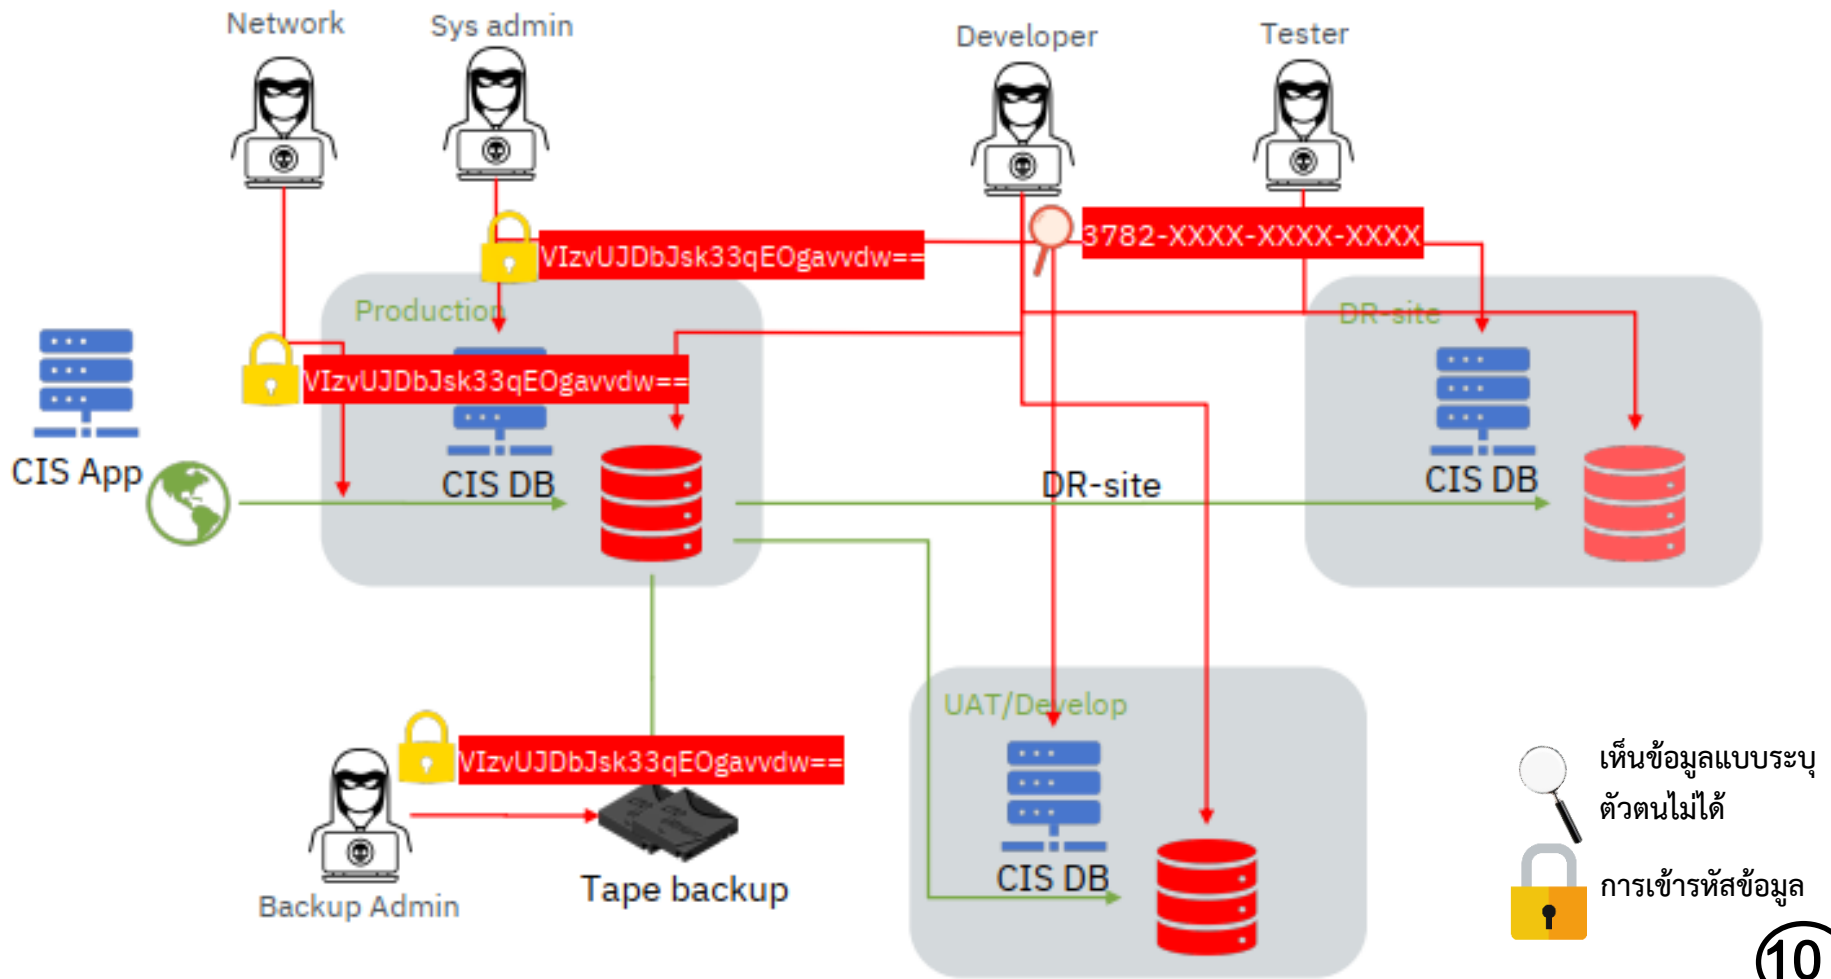 Network
Sys admin
Developer
Tester
3782-XXXX-XXXX-XXXX
VIzvUJDbJsk33qEOgavvdw==
Production
DR-site
VIzvUJDbJsk33qEOgavvdw==
CIS App
CIS DB
DR-site
CIS DB
UAT/Develop
VIzvUJDbJsk33qEOgavvdw==
เห็นข้อมูลแบบระบุ
ตัวตนไม่ได้
CIS DB
Tape backup
Backup Admin
การเข้ารหัสข้อมูล
10